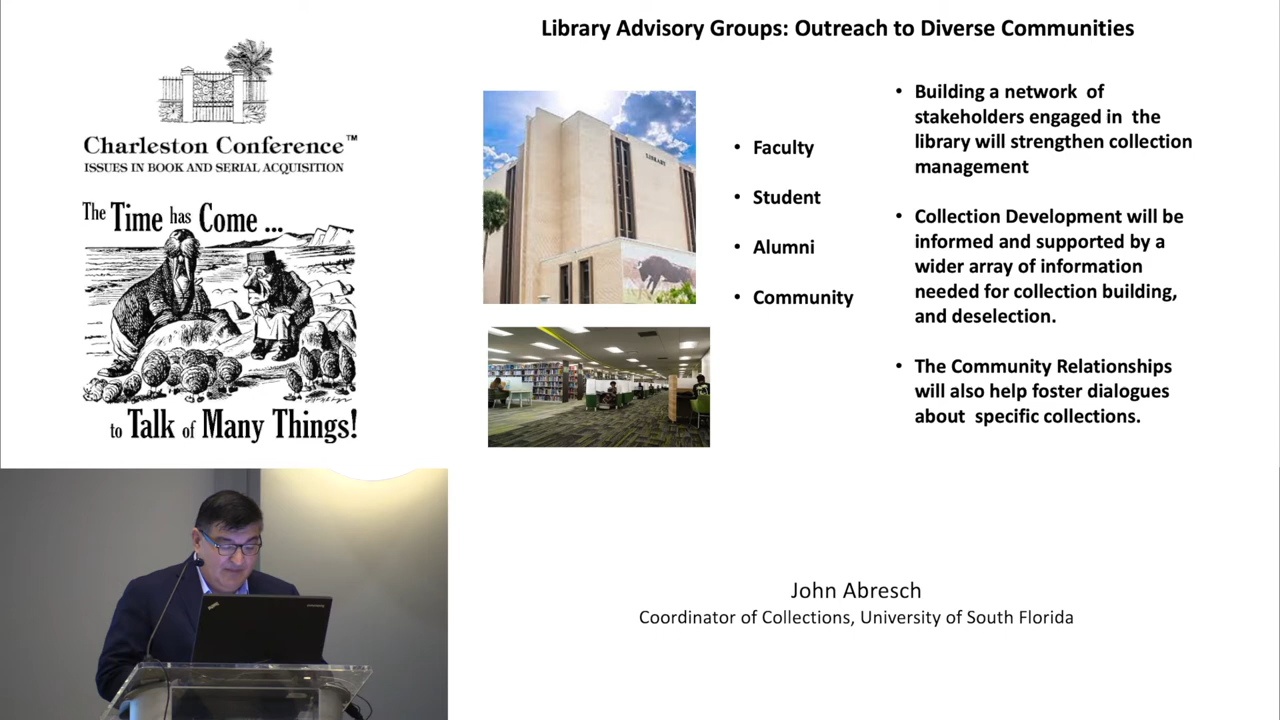 Library Advisory Groups: Outreach to Diverse Communities
Charleston Conference™
ISSUES IN BOOK AND SERIAL ACQUISITION
The Time has Come ...
to Talk of Many Things!
LIBRARY
• Faculty
• Student
• Alumni
• Community
• Building a network of
stakeholders engaged in the
library will strengthen collection
management
• Collection Development will be
informed and supported by a
wider array of information
needed for collection building,
and deselection.
• The Community Relationships
will also help foster dialogues
about specific collections.
ThinkPad
John Abresch
Coordinator of Collections, University of South Florida